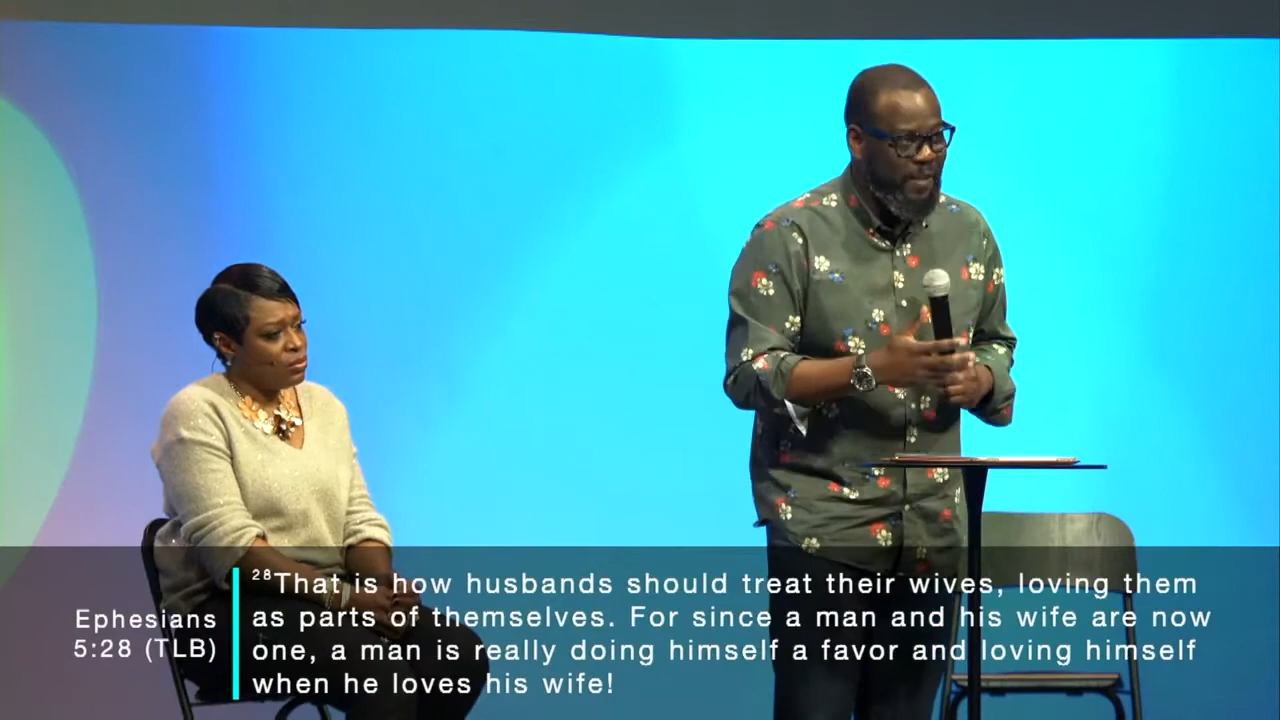 Ephesians
5:28 (TLB)
28That is how husbands should treat their wives, loving them
as parts of themselves. For since a man and his wife are now
one, a man is really doing himself a favor and loving himself
when he loves his wife!